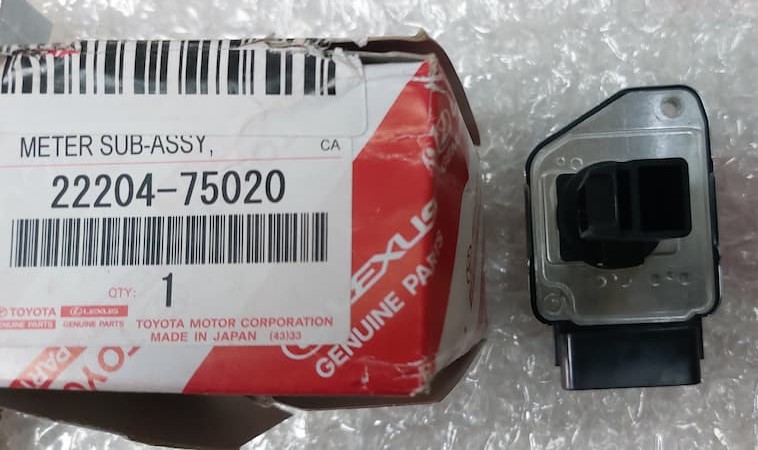 METER SUB-ASSY,
CA
22204-75020
QTY: 1
TOYOTA LEXUS
GENUINE PARTS GENUINE PARTS
TOYOTA MOTOR CORPORATION
MADE IN JAPAN (43)33
LEXUS
GENUINE PARTS
TOYOTA
PARTS